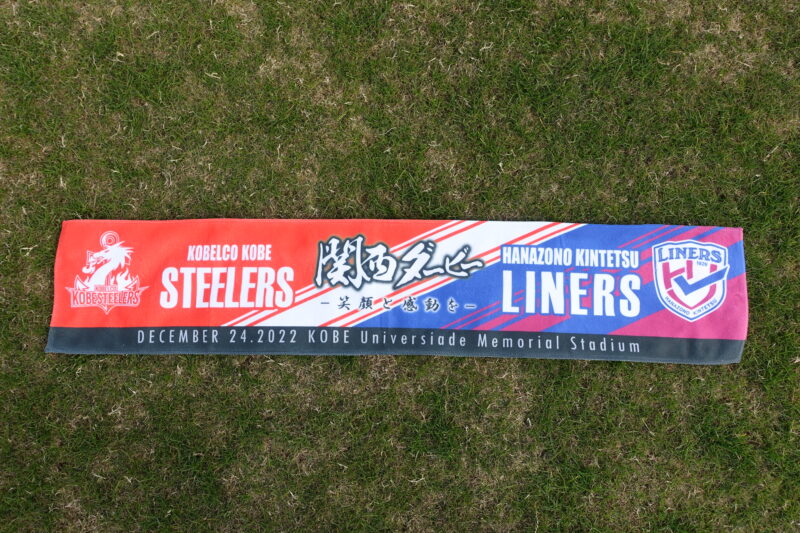 KOBELCO KOBE
STEELERS
KOBESTEELERS
関西ダービー
－笑顔と感動を－
HANAZONO KINTETSU
LINERS
LINERS
1929
HANAZONO KINTETSU
DECEMBER 24.2022 KOBE Universiade Memorial Stadium